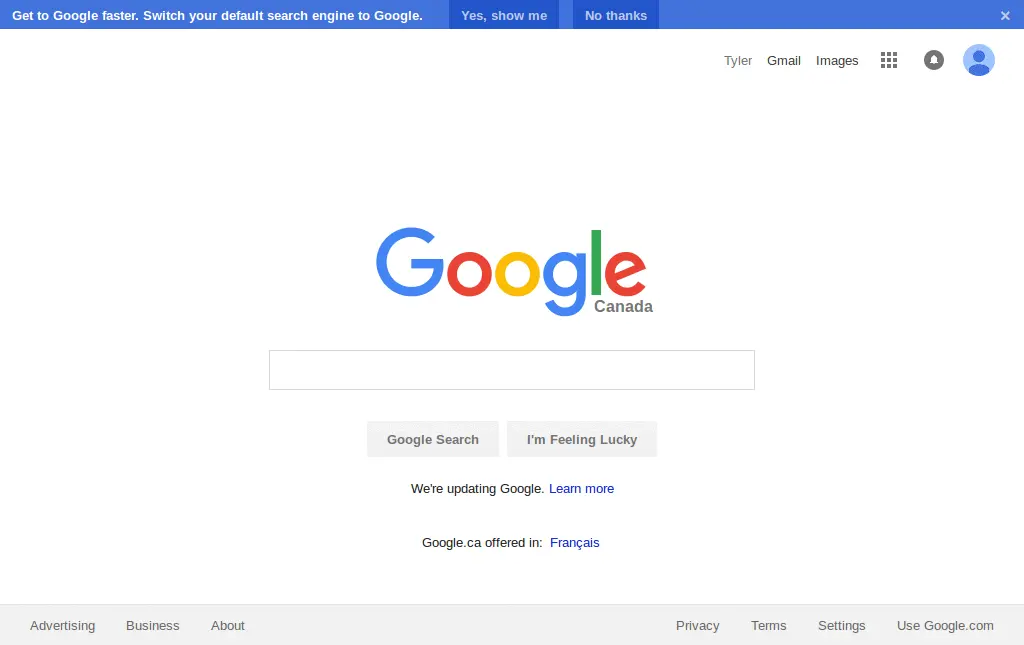 Get to Google faster. Switch your default search engine to Google. Yes, show me No thanks ×
Tyler Gmail Images
Google
Canada
Google Search I'm Feeling Lucky
We're updating Google. Learn more
Google.ca offered in: Français
Advertising Business About Privacy Terms Settings Use Google.com